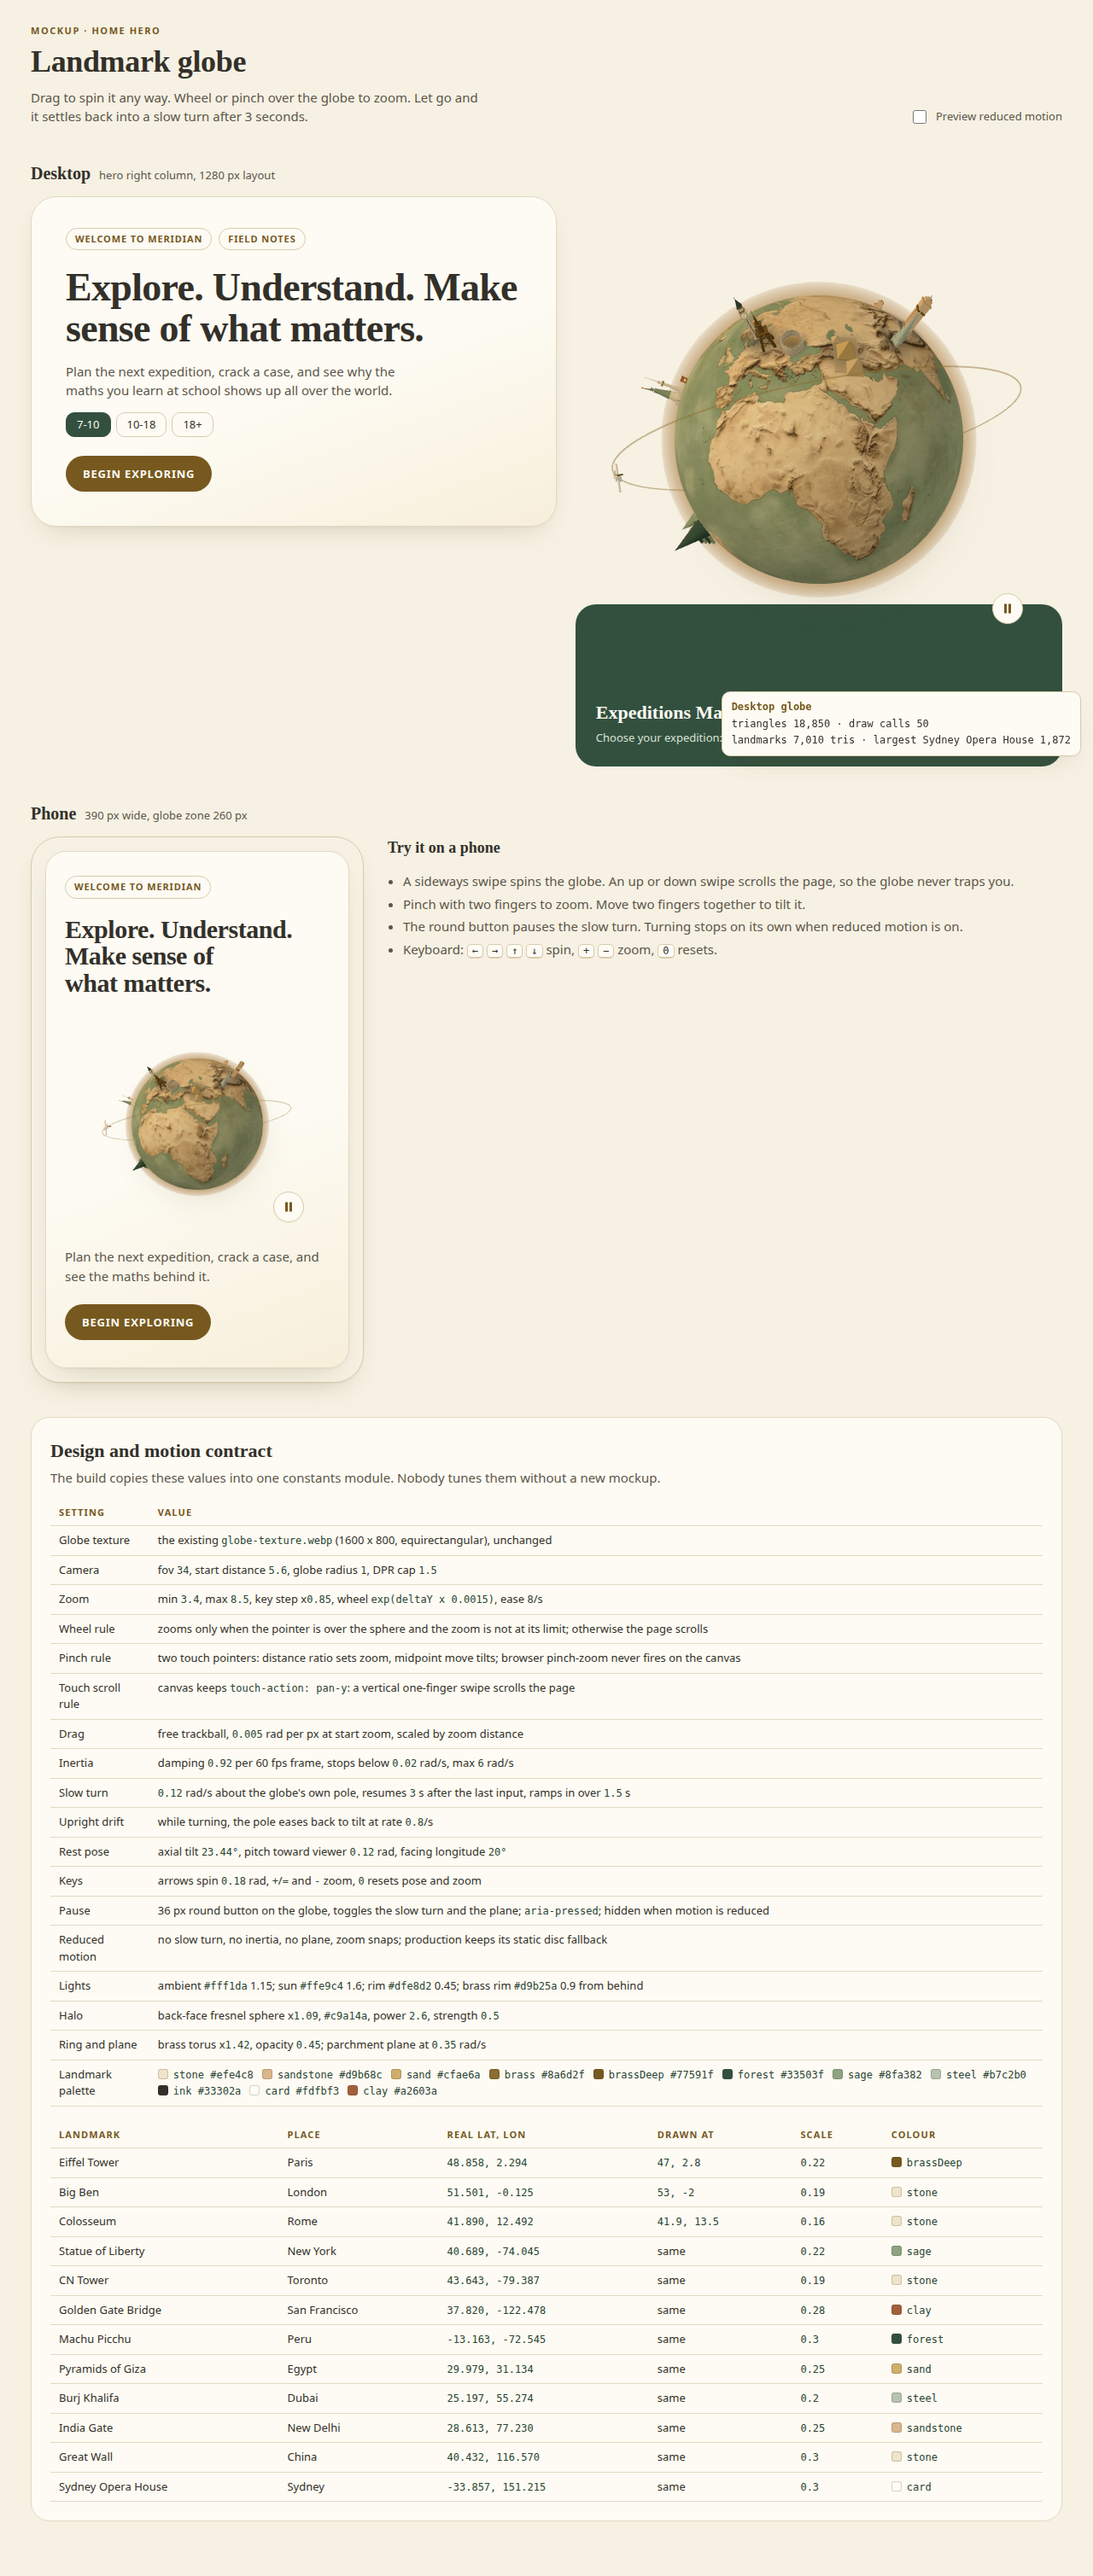 MOCKUP · HOME HERO
Landmark globe
Drag to spin it any way. Wheel or pinch over the globe to zoom. Let go and
it settles back into a slow turn after 3 seconds.
Preview reduced motion
Desktop hero right column, 1280 px layout
WELCOME TO MERIDIAN FIELD NOTES
Explore. Understand. Make
sense of what matters.
Plan the next expedition, crack a case, and see why the
maths you learn at school shows up all over the world.
7-10 10-18 18+
BEGIN EXPLORING
Expeditions Ma
Choose your expedition:
Desktop globe
triangles 18,850 · draw calls 50
landmarks 7,010 tris · largest Sydney Opera House 1,872
Phone 390 px wide, globe zone 260 px
WELCOME TO MERIDIAN
Explore. Understand.
Make sense of
what matters.
Plan the next expedition, crack a case, and
see the maths behind it.
BEGIN EXPLORING
Try it on a phone
• A sideways swipe spins the globe. An up or down swipe scrolls the page, so the globe never traps you.
• Pinch with two fingers to zoom. Move two fingers together to tilt it.
• The round button pauses the slow turn. Turning stops on its own when reduced motion is on.
• Keyboard: ← → ↑ ↓ spin, + − zoom, 0 resets.
Design and motion contract
The build copies these values into one constants module. Nobody tunes them without a new mockup.
SETTING VALUE
Globe texture the existing globe-texture.webp (1600 x 800, equirectangular), unchanged
Camera fov 34, start distance 5.6, globe radius 1, DPR cap 1.5
Zoom min 3.4, max 8.5, key step x0.85, wheel exp(deltaY x 0.0015), ease 8/s
Wheel rule zooms only when the pointer is over the sphere and the zoom is not at its limit; otherwise the page scrolls
Pinch rule two touch pointers: distance ratio sets zoom, midpoint move tilts; browser pinch-zoom never fires on the canvas
Touch scroll rule canvas keeps touch-action: pan-y: a vertical one-finger swipe scrolls the page
Drag free trackball, 0.005 rad per px at start zoom, scaled by zoom distance
Inertia damping 0.92 per 60 fps frame, stops below 0.02 rad/s, max 6 rad/s
Slow turn 0.12 rad/s about the globe's own pole, resumes 3 s after the last input, ramps in over 1.5 s
Upright drift while turning, the pole eases back to tilt at rate 0.8/s
Rest pose axial tilt 23.44°, pitch toward viewer 0.12 rad, facing longitude 20°
Keys arrows spin 0.18 rad, +/= and - zoom, 0 resets pose and zoom
Pause 36 px round button on the globe, toggles the slow turn and the plane; aria-pressed; hidden when motion is reduced
Reduced motion no slow turn, no inertia, no plane, zoom snaps; production keeps its static disc fallback
Lights ambient #fff1da 1.15; sun #ffe9c4 1.6; rim #dfe8d2 0.45; brass rim #d9b25a 0.9 from behind
Halo back-face fresnel sphere x1.09, #c9a14a, power 2.6, strength 0.5
Ring and plane brass torus x1.42, opacity 0.45; parchment plane at 0.35 rad/s
Landmark palette stone #efe4c8 sandstone #d9b68c sand #cfae6a brass #8a6d2f brassDeep #77591f forest #33503f sage #8fa382 steel #b7c2b0
ink #33302a card #fdfbf3 clay #a2603a
LANDMARK PLACE REAL LAT, LON DRAWN AT SCALE COLOUR
Eiffel Tower Paris 48.858, 2.294 47, 2.8 0.22 brassDeep
Big Ben London 51.501, -0.125 53, -2 0.19 stone
Colosseum Rome 41.890, 12.492 41.9, 13.5 0.16 stone
Statue of Liberty New York 40.689, -74.045 same 0.22 sage
CN Tower Toronto 43.643, -79.387 same 0.19 stone
Golden Gate Bridge San Francisco 37.820, -122.478 same 0.28 clay
Machu Picchu Peru -13.163, -72.545 same 0.3 forest
Pyramids of Giza Egypt 29.979, 31.134 same 0.25 sand
Burj Khalifa Dubai 25.197, 55.274 same 0.2 steel
India Gate New Delhi 28.613, 77.230 same 0.25 sandstone
Great Wall China 40.432, 116.570 same 0.3 stone
Sydney Opera House Sydney -33.857, 151.215 same 0.3 card